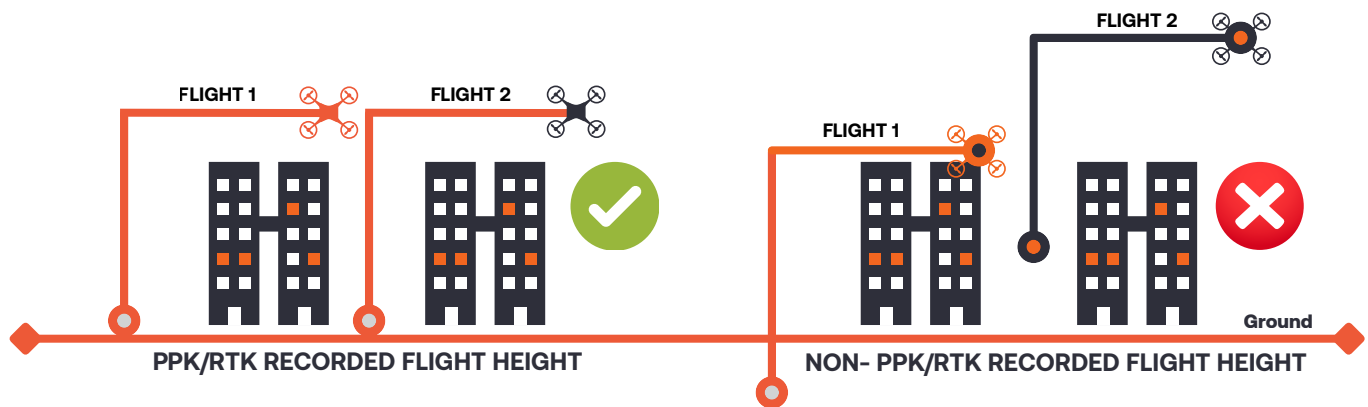 FLIGHT 2
FLIGHT 1
FLIGHT 2
FLIGHT 1
Ground
PPK/RTK RECORDED FLIGHT HEIGHT
NON- PPK/RTK RECORDED FLIGHT HEIGHT